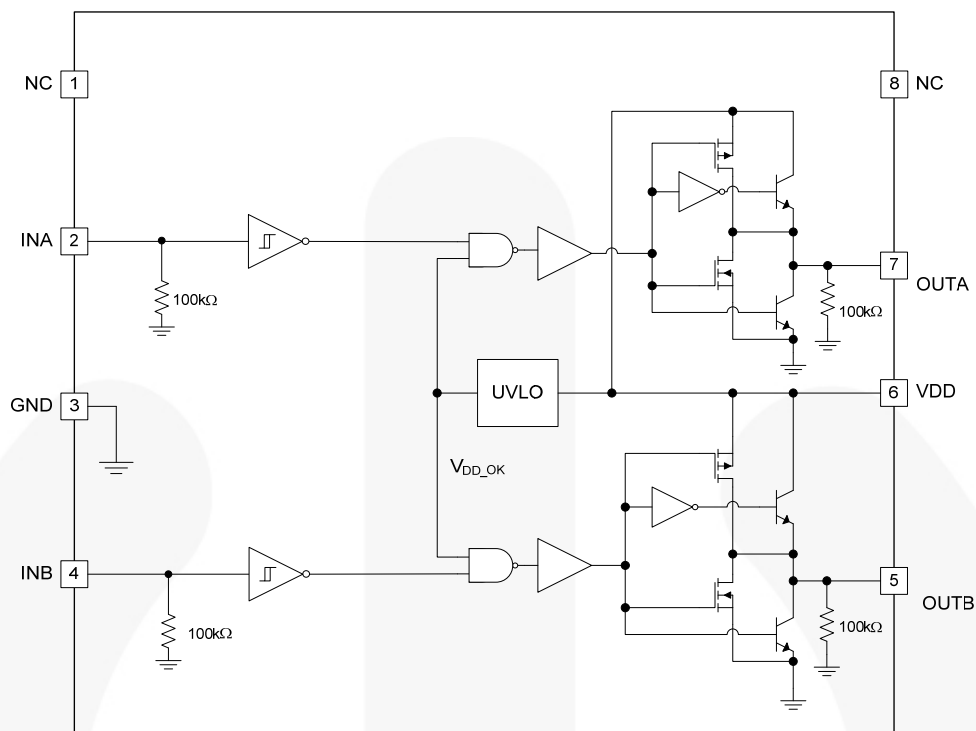 NC 1
8 NC
INA 2
7 OUTA
100kΩ
100kΩ
GND 3
UVLO
6 VDD
VDD_OK
INB 4
5 OUTB
100kΩ
100kΩ